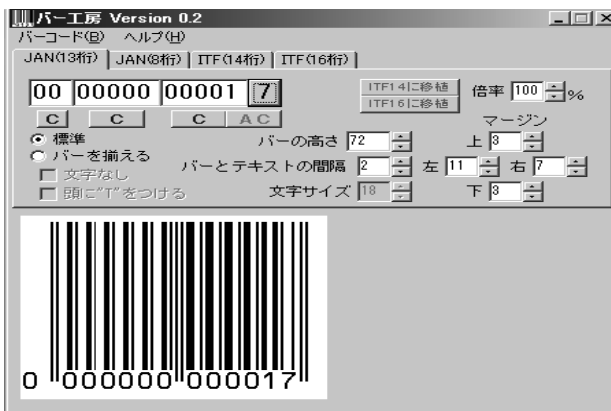 バー工房 Version 0.2
バーコード(B) ヘルプ(H)
JAN(13桁) JAN(8桁) ITF(14桁) ITF(16桁)
00 00000 00001 7 ITF14に移植 倍率 100 %
ITF16に移植
C C C AC マージン
標準 バーの高さ 72 上 3
バーを揃える バーとテキストの間隔 2 左 11 右 7
文字なし
頭に"T"をつける 文字サイズ 18 下 3
0 000000 000017